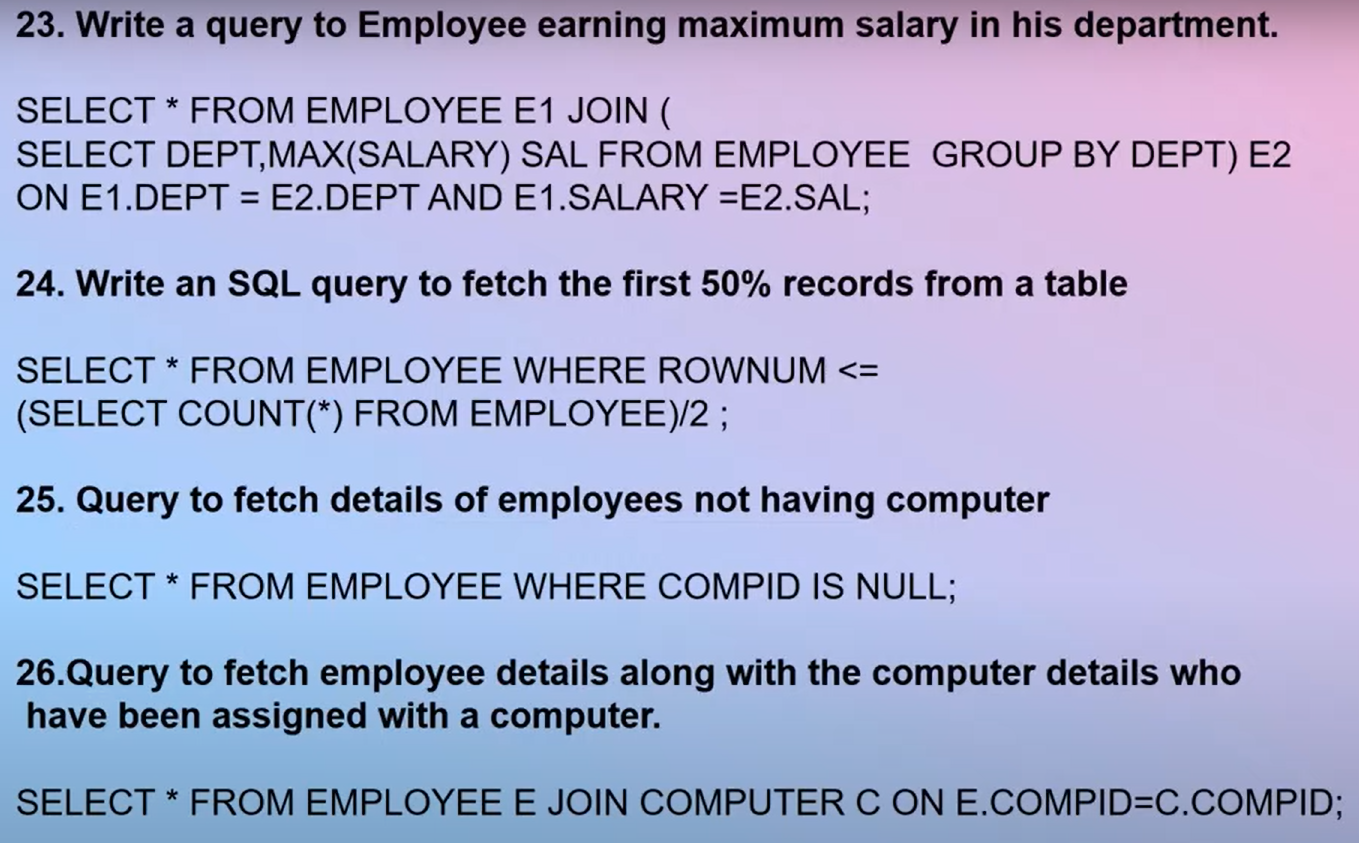 23. Write a query to Employee earning maximum salary in his department.
SELECT * FROM EMPLOYEE E1 JOIN (
SELECT DEPT,MAX(SALARY) SAL FROM EMPLOYEE  GROUP BY DEPT) E2
ON E1.DEPT = E2.DEPT AND E1.SALARY =E2.SAL;
24. Write an SQL query to fetch the first 50% records from a table
SELECT * FROM EMPLOYEE WHERE ROWNUM <=
(SELECT COUNT(*) FROM EMPLOYEE)/2 ;
25. Query to fetch details of employees not having computer
SELECT * FROM EMPLOYEE WHERE COMPID IS NULL;
26.Query to fetch employee details along with the computer details who
have been assigned with a computer.
SELECT * FROM EMPLOYEE E JOIN COMPUTER C ON E.COMPID=C.COMPID;